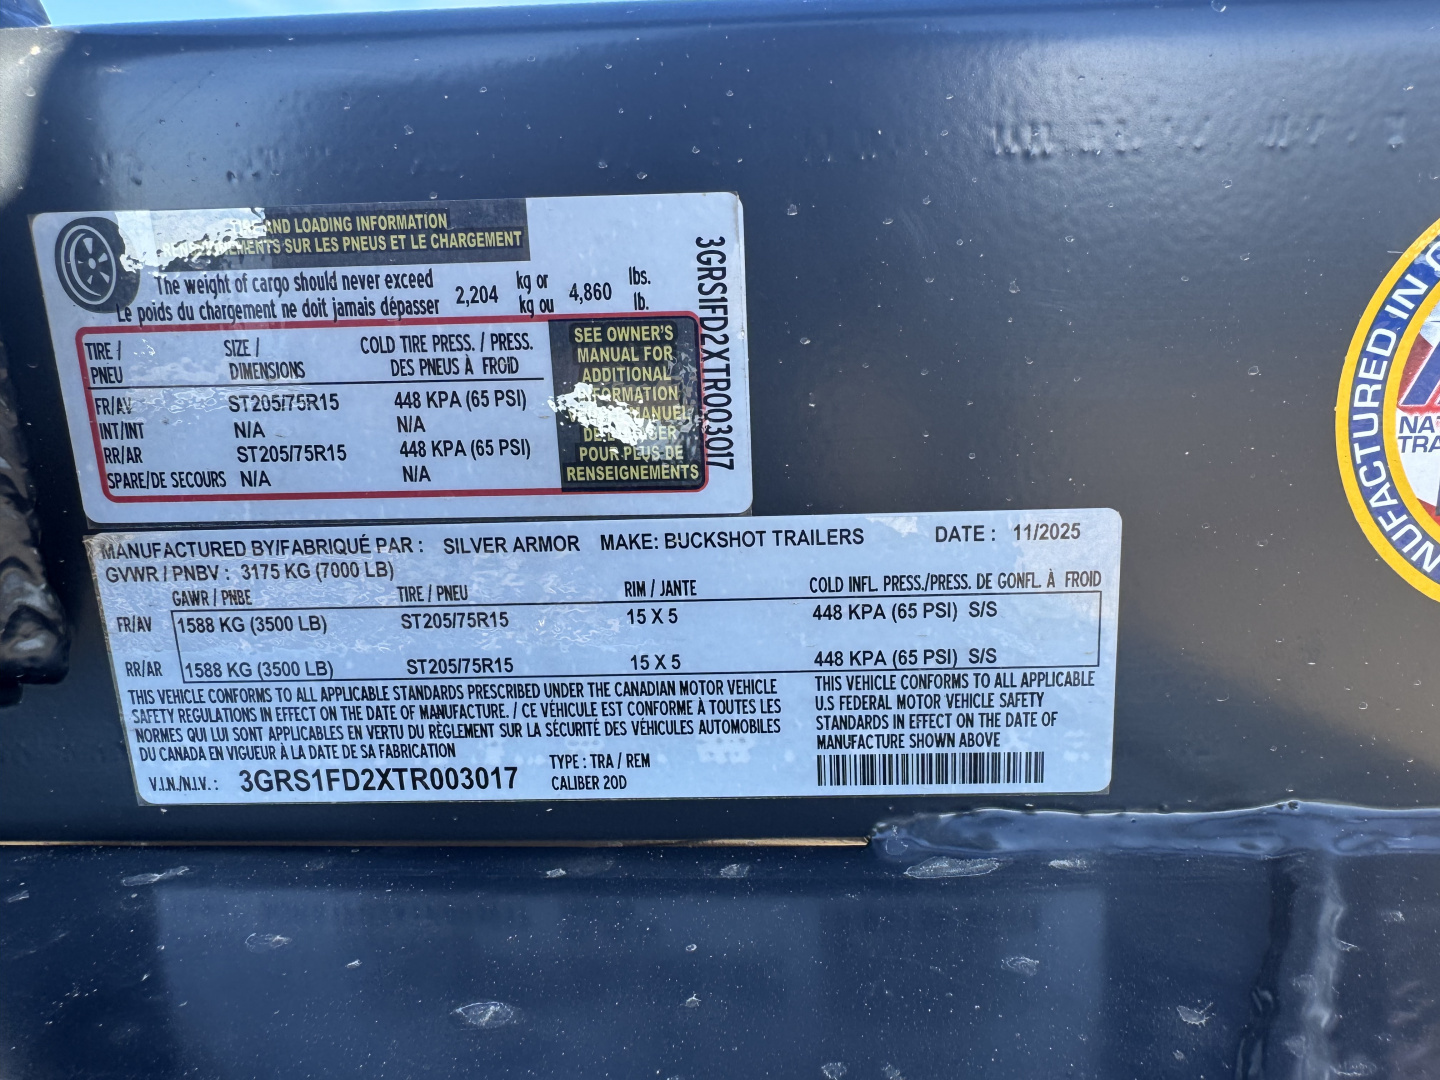 TIRE AND LOADING INFORMATION
RENSEIGNEMENTS SUR LES PNEUS ET LE CHARGEMENT
The weight of cargo should never exceed
Le poids du chargement ne doit jamais dépasser
2,204 kg or kg ou 4,860 lbs. lb.
TIRE / PNEU
SIZE / DIMENSIONS
COLD TIRE PRESS. / PRESS. DES PNEUS À FROID
FR/AV ST205/75R15 448 KPA (65 PSI)
INT/INT N/A N/A
RR/AR ST205/75R15 448 KPA (65 PSI)
SPARE/DE SECOURS N/A N/A
SEE OWNER'S
MANUAL FOR
ADDITIONAL
INFORMATION
MANUEL
POUR PLUS DE
RENSEIGNEMENTS
3GRS1FD2XTR003017
MANUFACTURED BY/FABRIQUÉ PAR : SILVER ARMOR MAKE: BUCKSHOT TRAILERS DATE : 11/2025
GVWR / PNBV : 3175 KG (7000 LB)
GAWR / PNBE TIRE / PNEU RIM / JANTE COLD INFL. PRESS./PRESS. DE GONFL. À FROID
FR/AV 1588 KG (3500 LB) ST205/75R15 15 X 5 448 KPA (65 PSI) S/S
RR/AR 1588 KG (3500 LB) ST205/75R15 15 X 5 448 KPA (65 PSI) S/S
THIS VEHICLE CONFORMS TO ALL APPLICABLE STANDARDS PRESCRIBED UNDER THE CANADIAN MOTOR VEHICLE
SAFETY REGULATIONS IN EFFECT ON THE DATE OF MANUFACTURE. / CE VÉHICULE EST CONFORME À TOUTES LES
NORMES QUI LUI SONT APPLICABLES EN VERTU DU RÈGLEMENT SUR LA SÉCURITÉ DES VÉHICULES AUTOMOBILES
DU CANADA EN VIGUEUR À LA DATE DE SA FABRICATION
THIS VEHICLE CONFORMS TO ALL APPLICABLE
U.S FEDERAL MOTOR VEHICLE SAFETY
STANDARDS IN EFFECT ON THE DATE OF
MANUFACTURE SHOWN ABOVE
V.I.N./N.I.V. : 3GRS1FD2XTR003017
TYPE : TRA / REM
CALIBER 20D
NUFACTURED IN
NAT
TRA